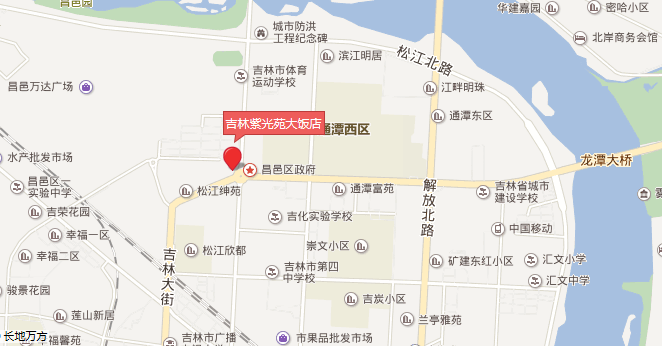 昌邑园
城市防洪
工程纪念碑
滨江明居
松江北路
华建嘉园
密哈小区
北岸商务会馆
昌邑万达广场
吉林市体育
运动学校
江畔明珠
通潭东区
吉林紫光苑大饭店
通潭西区
水产批发市场
昌邑区政府
龙潭大桥
昌邑区
实验中学
松江绅苑
通潭富苑
解放北路
吉林省城市
建设学校
吉荣花园
吉化实验学校
中国移动
幸福一区
吉林大街
松江欣都
崇文小区
幸福二区
吉林市第四
中学校
矿建东红小区
汇文小学
汇文中学
骏景花园
吉炭小区
莲山新居
兰亭雅苑
长地万方
幸福馨苑
吉林市广播
市果品批发市场